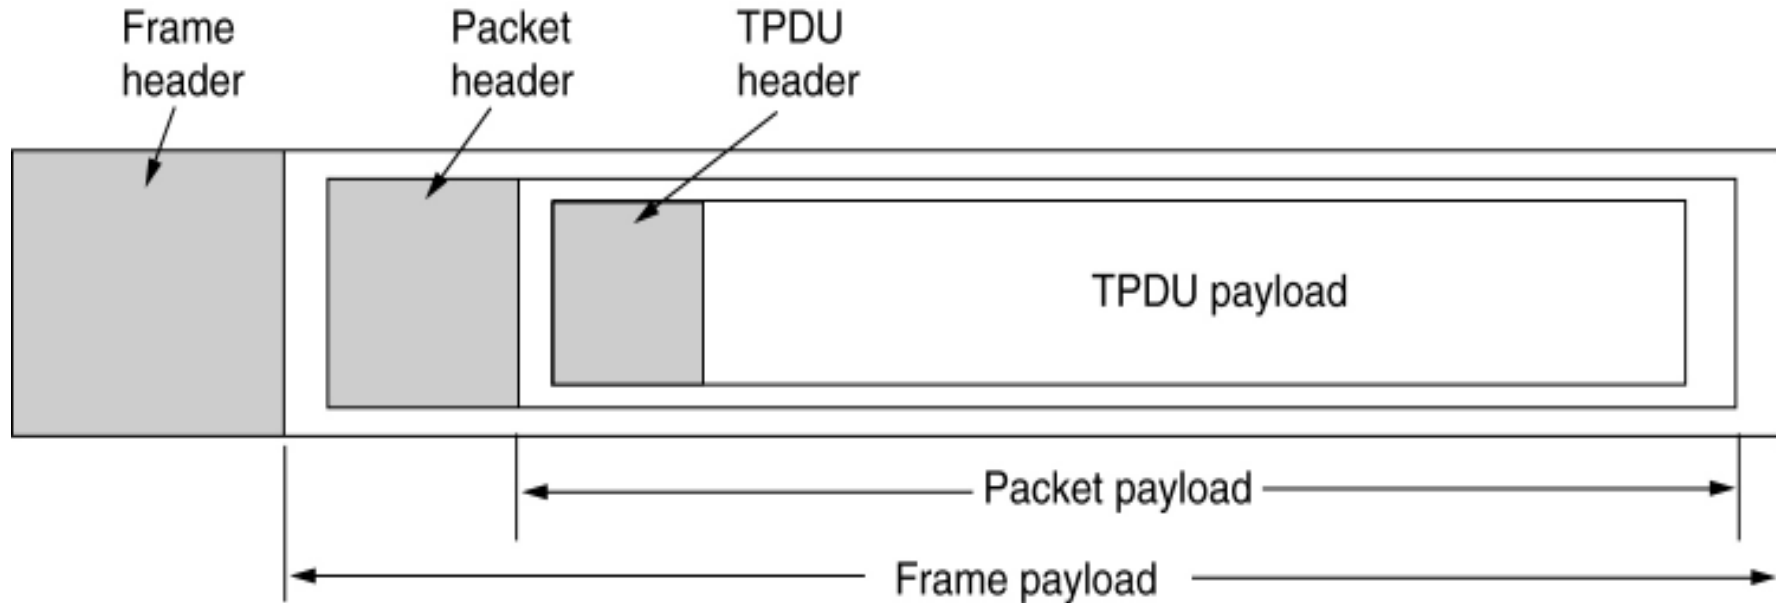 Frame
header
Packet
header
TPDU
header
TPDU payload
Packet payload
Frame payload